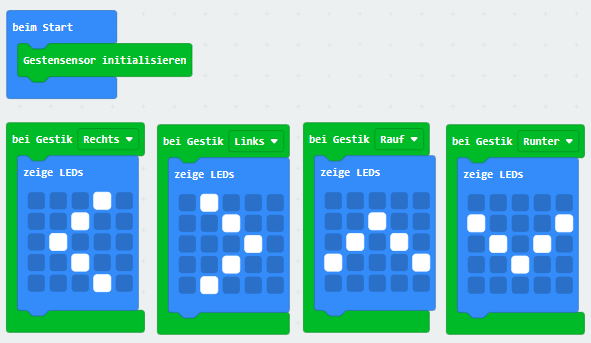 beim Start
Gestensensor initialisieren
bei Gestik Rechts
zeige LEDs
bei Gestik Links
zeige LEDs
bei Gestik Rauf
zeige LEDs
bei Gestik Runter
zeige LEDs